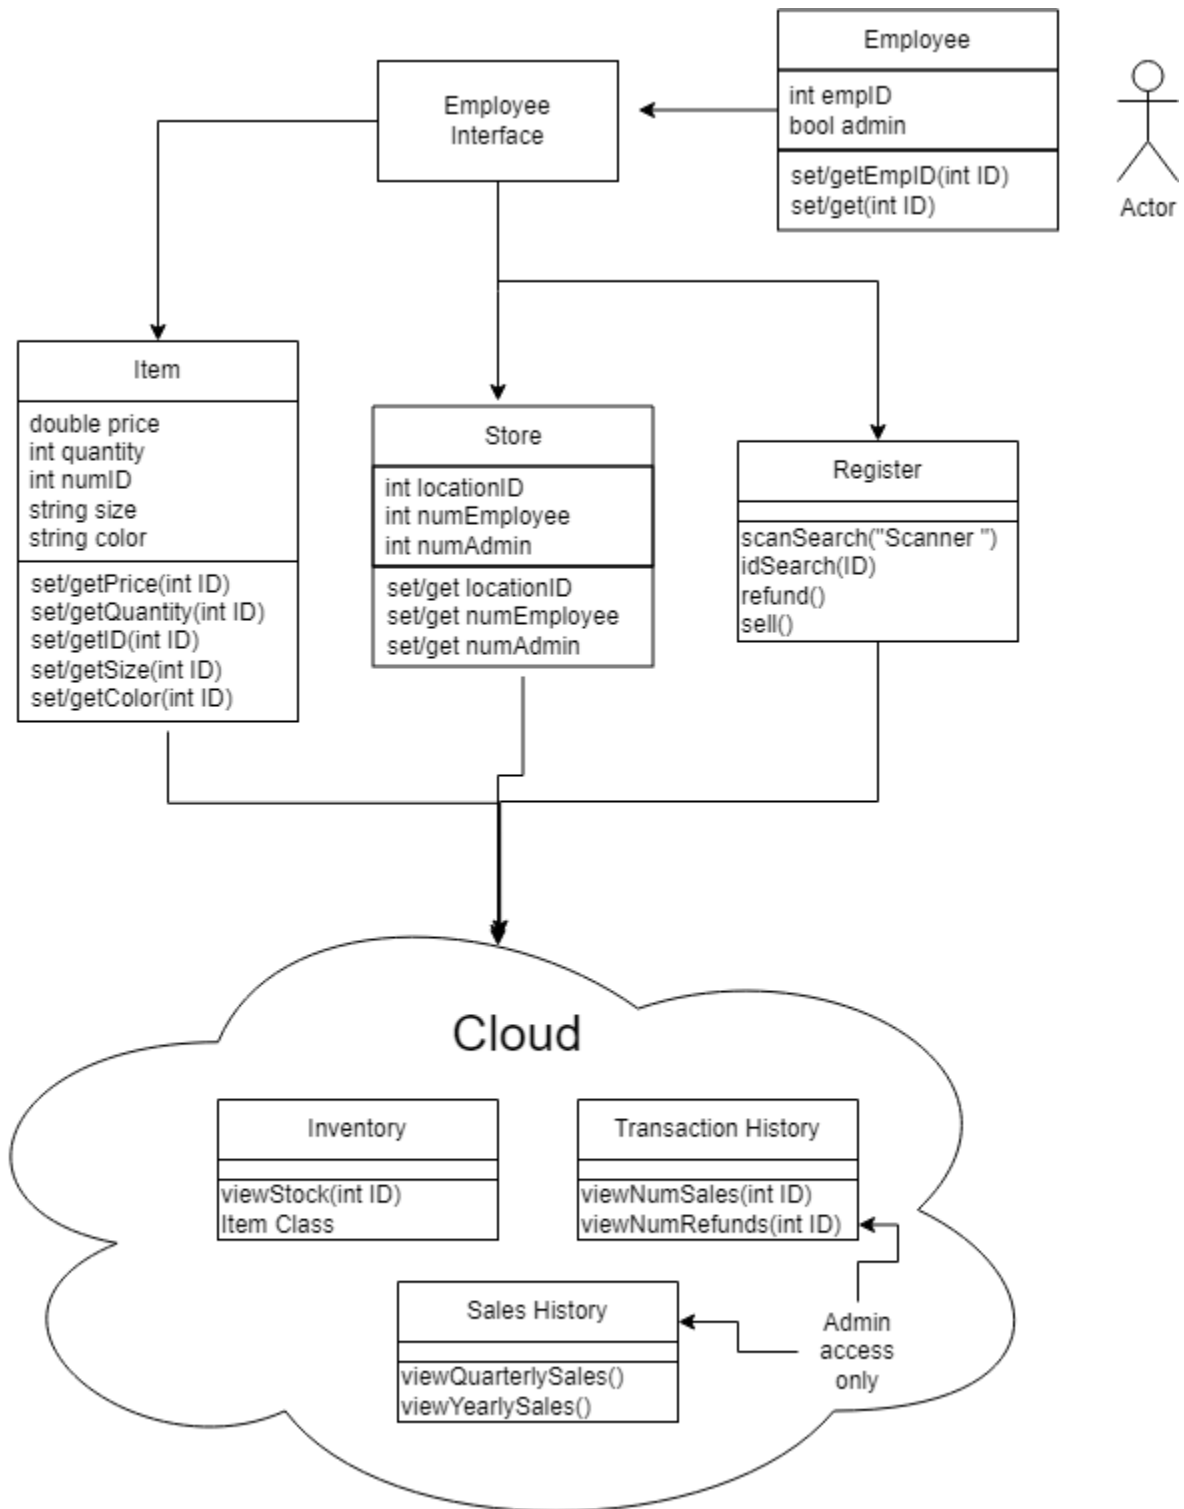 Employee
int empID
bool admin
set/getEmpID(int ID)
set/get(int ID)
Actor
Employee
Interface
Item
double price
int quantity
int numID
string size
string color
set/getPrice(int ID)
set/getQuantity(int ID)
set/getID(int ID)
set/getSize(int ID)
set/getColor(int ID)
Store
int locationID
int numEmployee
int numAdmin
set/get locationID
set/get numEmployee
set/get numAdmin
Register
scanSearch("Scanner ")
idSearch(ID)
refund()
sell()
Cloud
Inventory
viewStock(int ID)
Item Class
Transaction History
viewNumSales(int ID)
viewNumRefunds(int ID)
Sales History
viewQuarterlySales()
viewYearlySales()
Admin
access
only